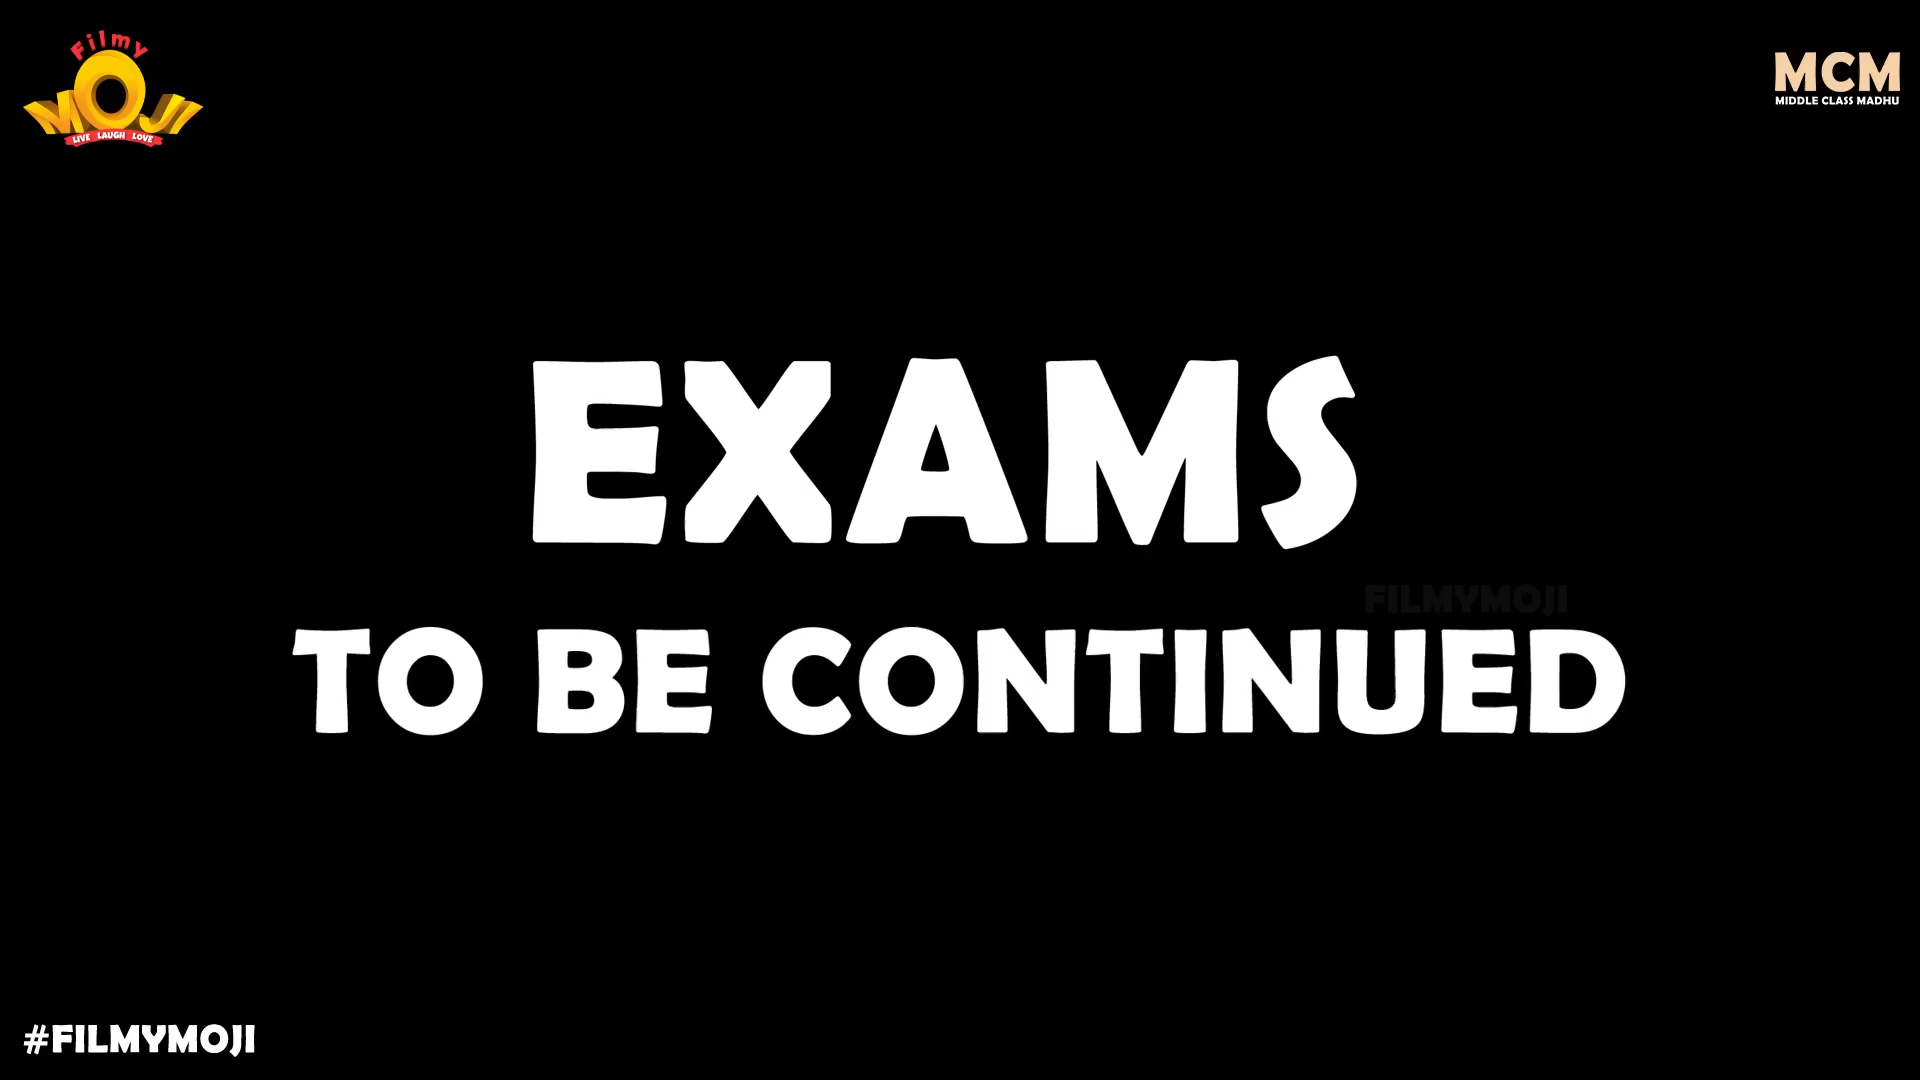 Filmy
MOJI
LIVE LAUGH LOVE
MCM
MIDDLE CLASS MADHU
EXAMS
FILMYMOJI
TO BE CONTINUED
#FILMYMOJI